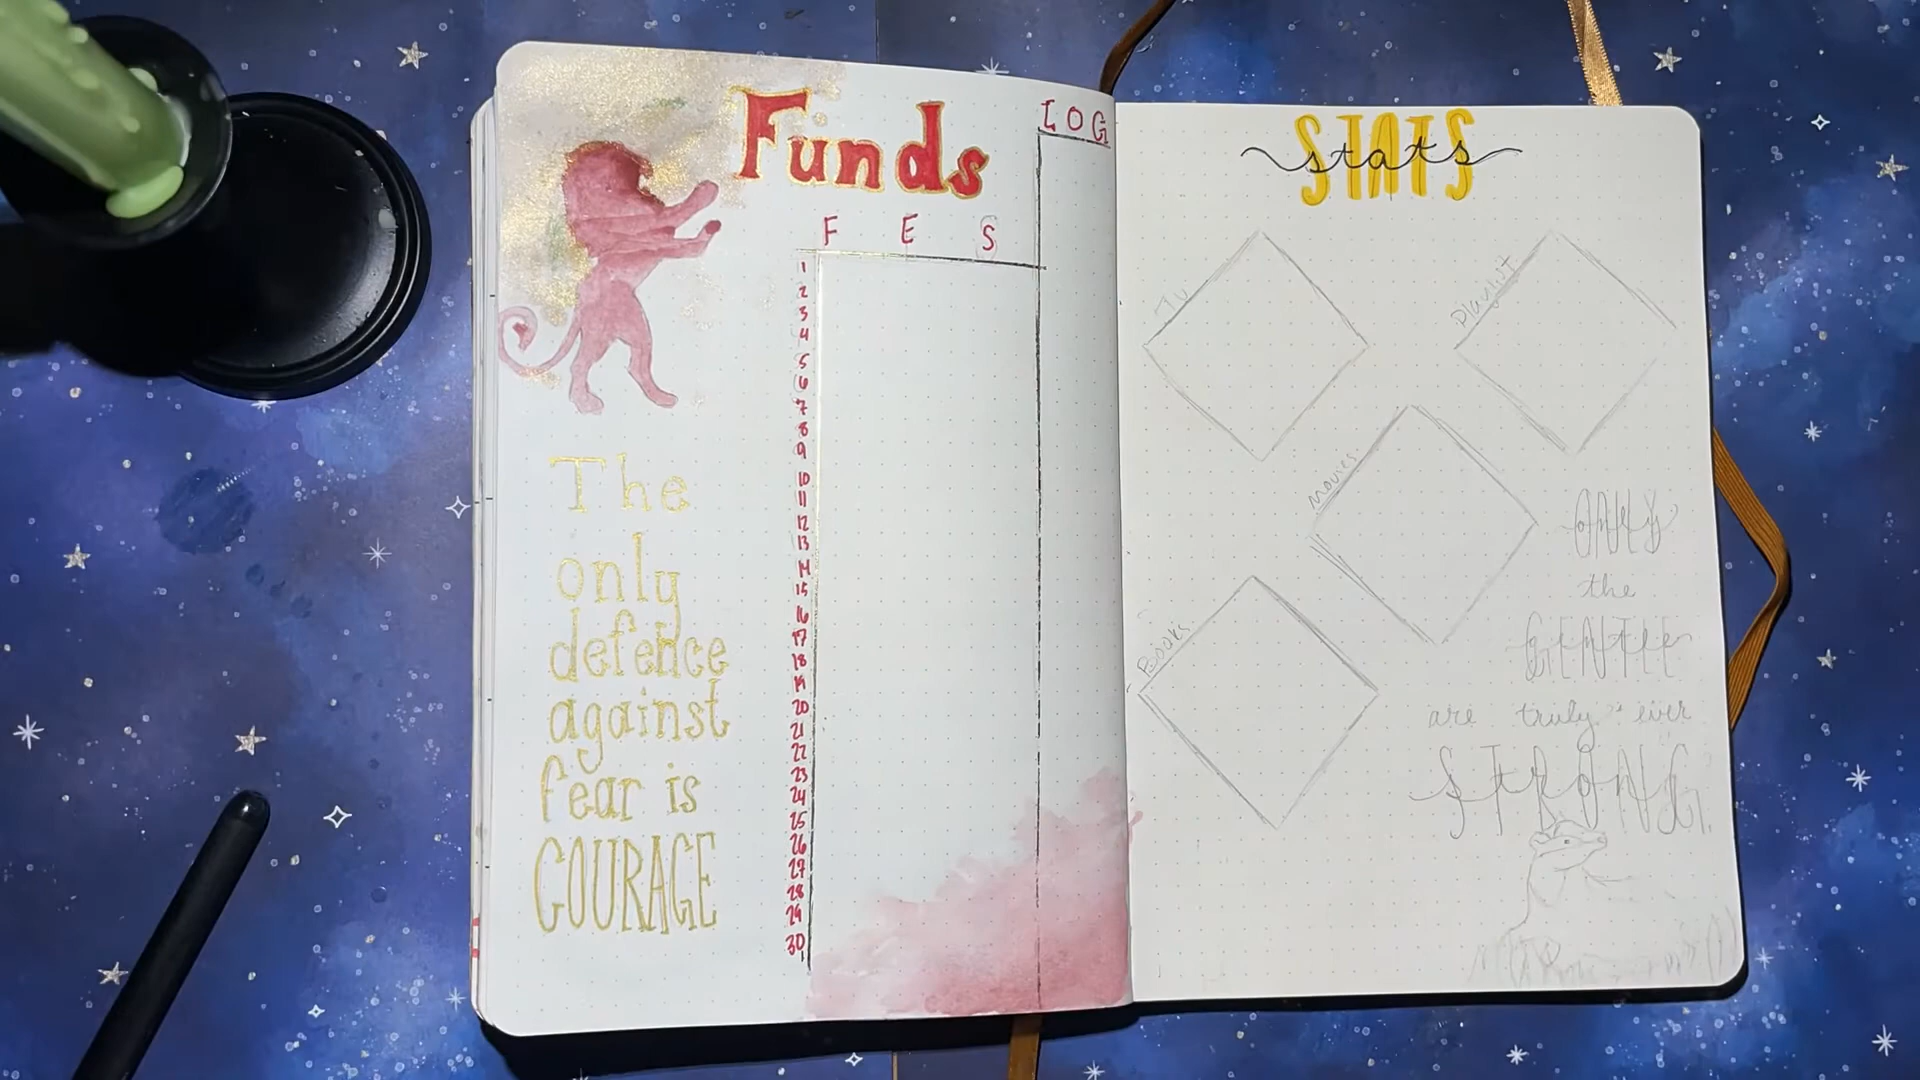 Funds
LOG
F E S
1
2
3
4
5
6
7
8
9
10
11
12
13
14
15
16
17
18
19
20
21
22
23
24
25
26
27
28
29
30
The
only
defence
against
fear is
COURAGE
STATS
stats
TV
Playlist
Movies
Books
ONLY
the
GENTLE
are truly ever
STRONG